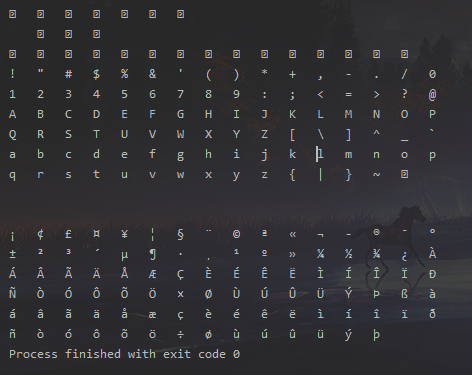 ⍰ ⍰ ⍰ ⍰ ⍰ ⍰ ⍰
⍰ ⍰ ⍰
⍰ ⍰ ⍰ ⍰ ⍰ ⍰ ⍰ ⍰ ⍰ ⍰ ⍰ ⍰ ⍰ ⍰ ⍰
! " # $ % & ' ( ) * + , - . / 0
1 2 3 4 5 6 7 8 9 : ; < = > ? @
A B C D E F G H I J K L M N O P
Q R S T U V W X Y Z [ \ ] ^ _ `
a b c d e f g h i j k l m n o p
q r s t u v w x y z { | } ~ ⍰
¡ ¢ £ ¤ ¥ ¦ § ¨ © ª « ¬ - ® ¯ °
± ² ³ ´ µ ¶ · ¸ ¹ º » ¼ ½ ¾ ¿ À
Á Â Ã Ä Å Æ Ç È É Ê Ë Ì Í Î Ï Ð
Ñ Ò Ó Ô Õ Ö × Ø Ù Ú Û Ü Ý Þ ß à
á â ã ä å æ ç è é ê ë ì í î ï ð
ñ ò ó ô õ ö ÷ ø ù ú û ü ý þ
Process finished with exit code 0